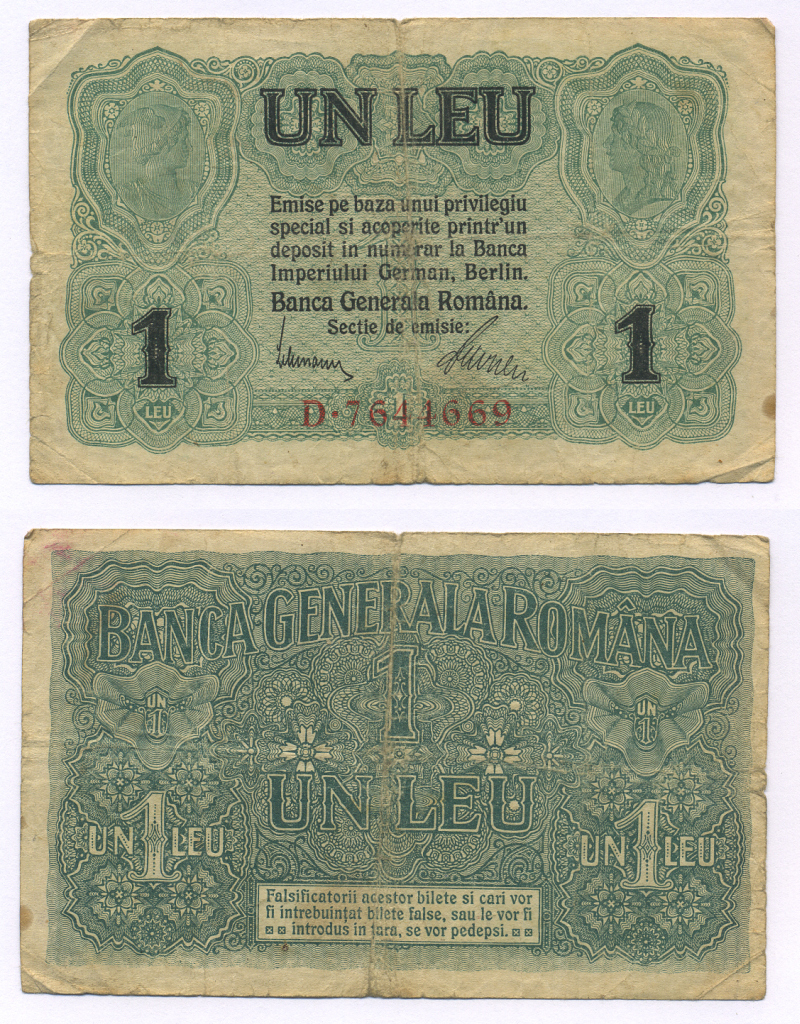 UN LEU
Emise pe baza unui privilegiu
special si acoperite printr'un
deposit in numerar la Banca
Imperiului German, Berlin.
Banca Generala Româna.
Sectie de emisie:
1
1
LEU
LEU
D·7644669
BANCA GENERALA ROMÂNA
1
UN
1
UN
1
UN LEU
UN 1 LEU
UN 1 LEU
Falsificatorii acestor bilete si cari vor
fi intrebuințat bilete false, sau le vor fi
introdus in țara, se vor pedepsi.